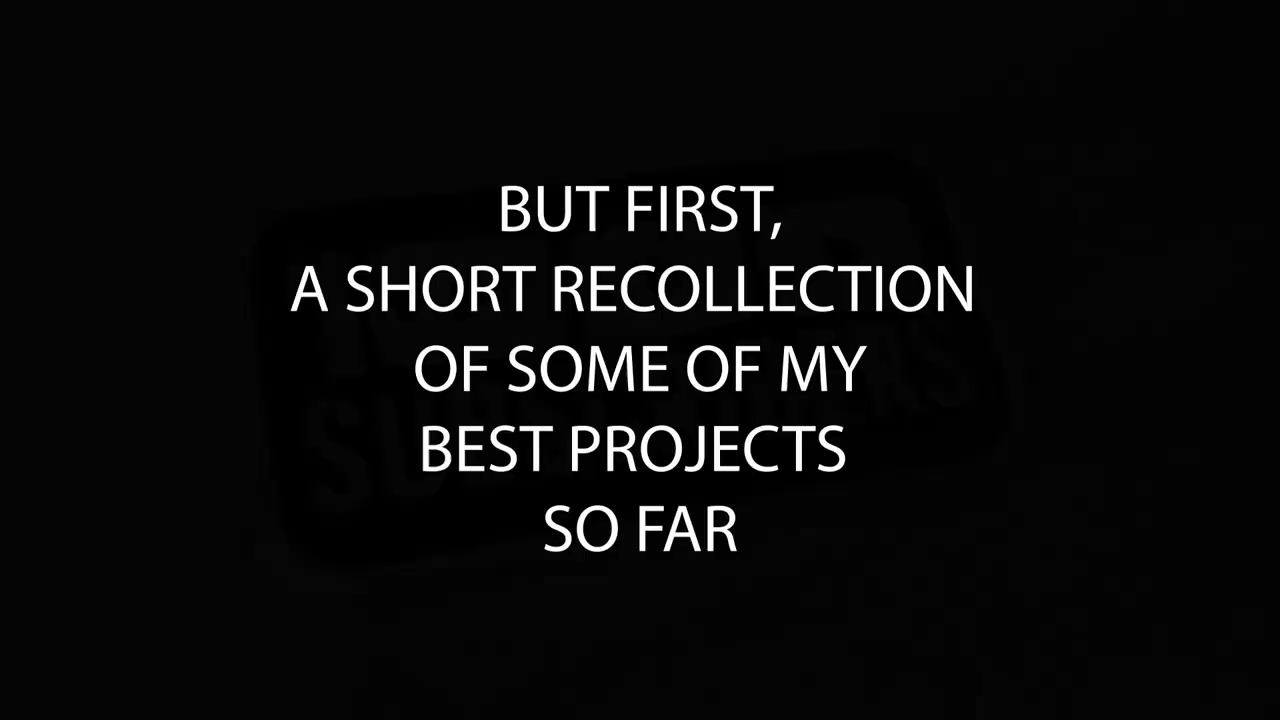 BUT FIRST,
A SHORT RECOLLECTION
OF SOME OF MY
BEST PROJECTS
SO FAR